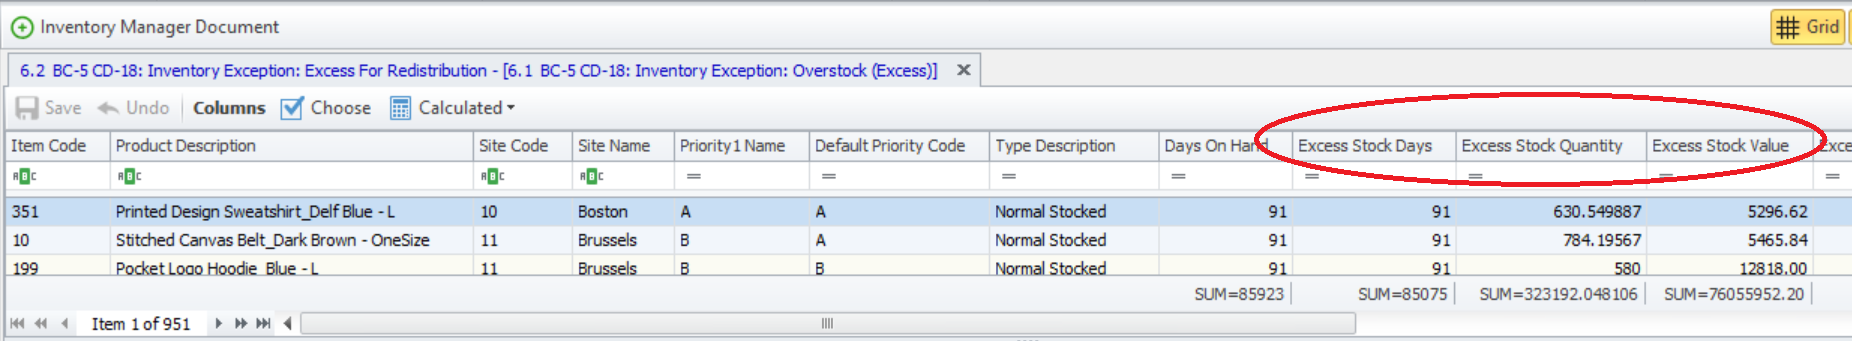 Inventory Manager Document
Grid
6.2 BC-5 CD-18: Inventory Exception: Excess For Redistribution - [6.1 BC-5 CD-18: Inventory Exception: Overstock (Excess)]
Save Undo Columns Choose Calculated
Item Code Product Description Site Code Site Name Priority1 Name Default Priority Code Type Description Days On Hand Excess Stock Days Excess Stock Quantity Excess Stock Value Exce
ABC ABC ABC ABC = = = = = = = =
351 Printed Design Sweatshirt_Delf Blue - L 10 Boston A A Normal Stocked 91 91 630.549887 5296.62
10 Stitched Canvas Belt_Dark Brown - OneSize 11 Brussels B A Normal Stocked 91 91 784.19567 5465.84
199 Pocket Logo Hoodie_Blue - L 11 Brussels B B Normal Stocked 91 91 580 12818.00
SUM=85923 SUM=85075 SUM=323192.048106 SUM=76055952.20
Item 1 of 951